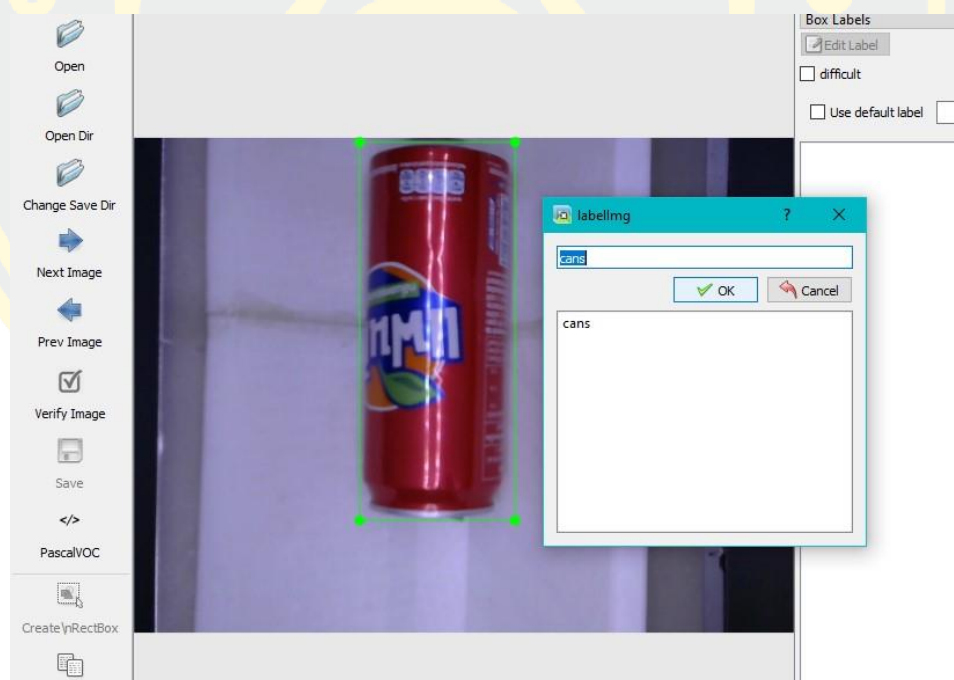 Open
Open Dir
Change Save Dir
Next Image
Prev Image
Verify Image
Save
</>
PascalVOC
Create\nRectBox
labelImg
? X
cans
OK
Cancel
cans
Box Labels
Edit Label
difficult
Use default label